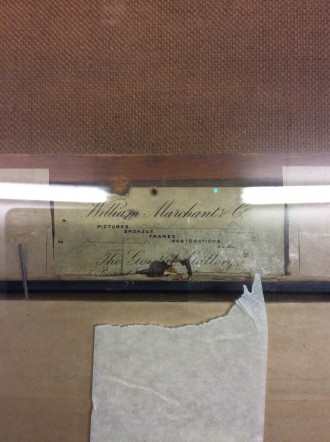 William Marchant & Co.
PICTURES
BRONZES
FRAMES
RESTORATIONS
The Goupil Gallery